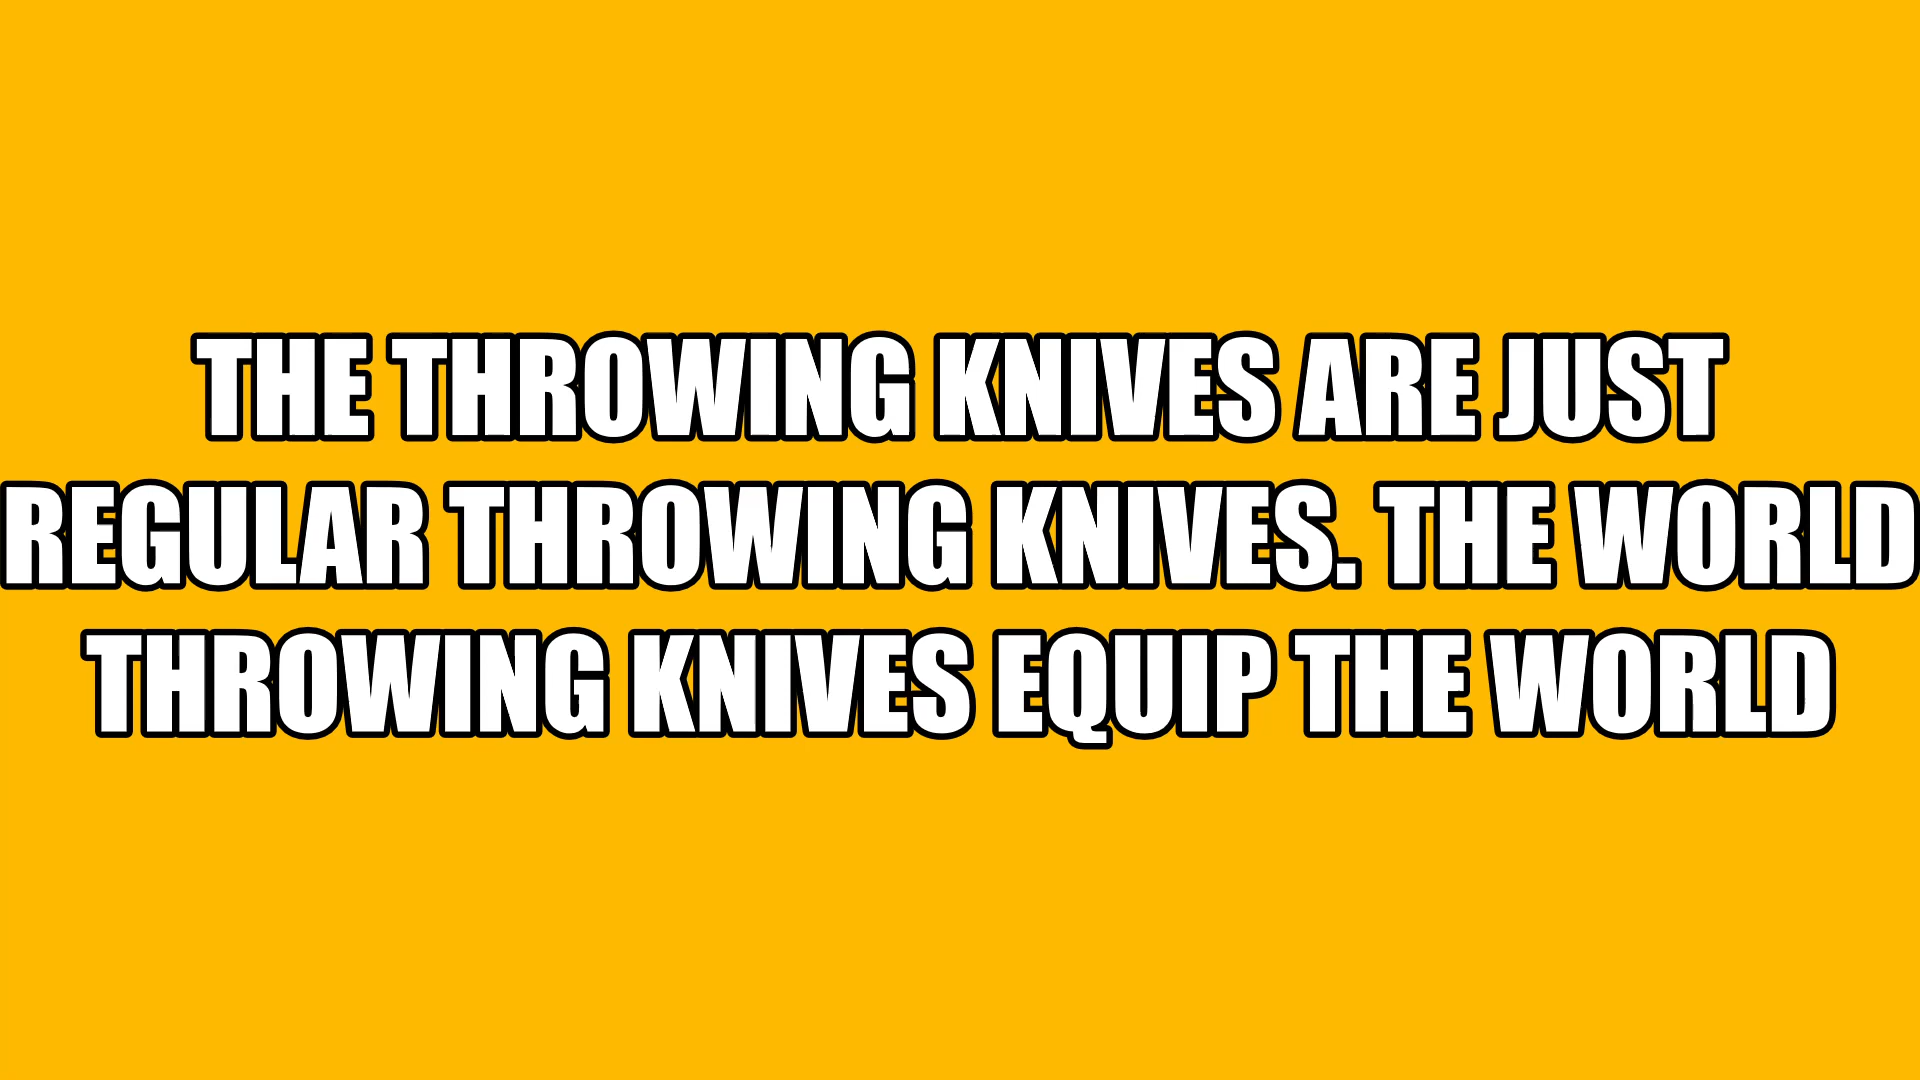 THE THROWING KNIVES ARE JUST
REGULAR THROWING KNIVES. THE WORLD
THROWING KNIVES EQUIP THE WORLD